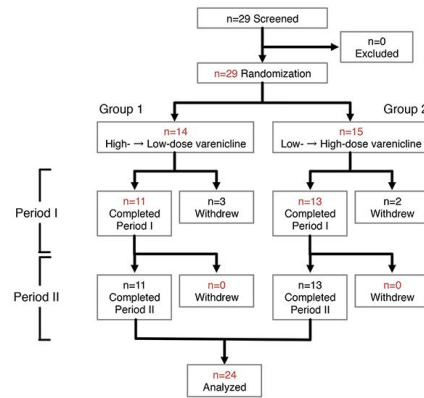 n=29 Screened
n=0
Excluded
n=29 Randomization
Group 1
Group 2
n=14
High- → Low-dose varenicline
n=15
Low- → High-dose varenicline
Period I
n=11
Completed
Period I
n=3
Withdrew
n=13
Completed
Period I
n=2
Withdrew
Period II
n=11
Completed
Period II
n=0
Withdrew
n=13
Completed
Period II
n=0
Withdrew
n=24
Analyzed